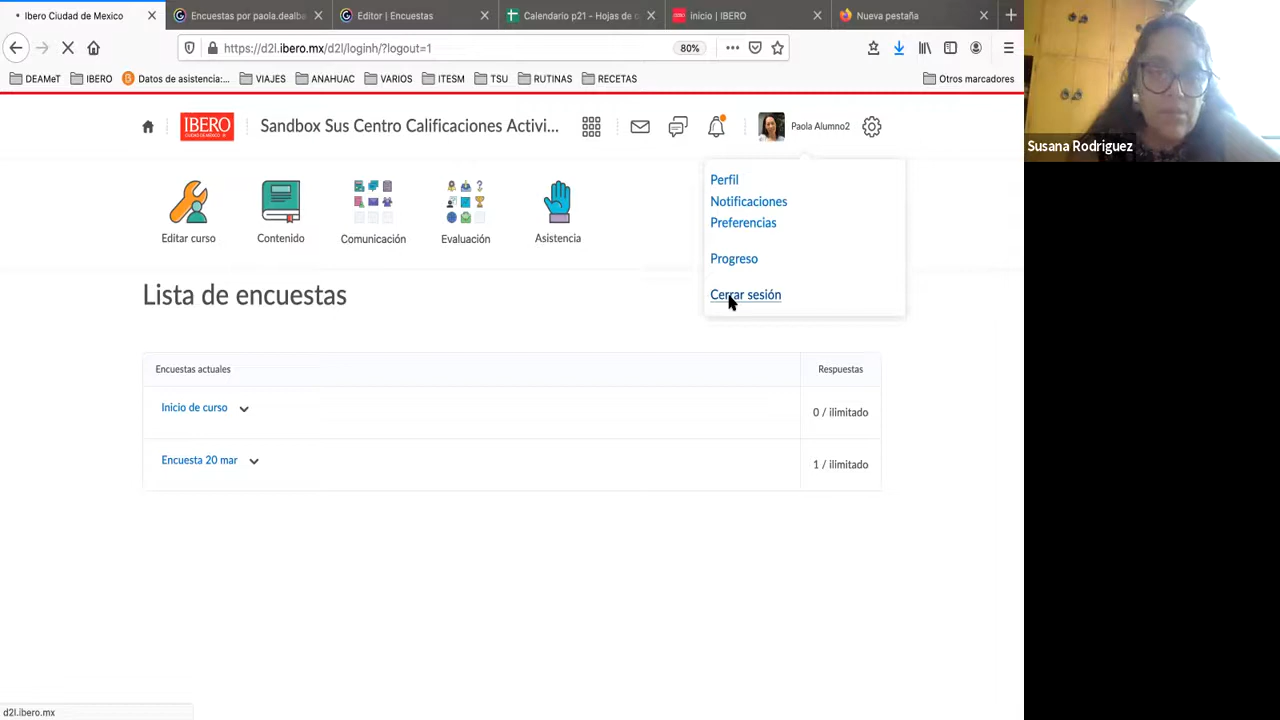 Ibero Ciudad de Mexico
Encuestas por paola.dealba
Editor | Encuestas
Calendario p21 - Hojas de c
inicio | IBERO
Nueva pestaña
https://d2l.ibero.mx/d2l/loginh/?logout=1
80%
DEAMeT
IBERO
Datos de asistencia:...
VIAJES
ANAHUAC
VARIOS
ITESM
TSU
RUTINAS
RECETAS
Otros marcadores
IBERO
CIUDAD DE MÉXICO
Sandbox Sus Centro Calificaciones Activi...
Paola Alumno2
Editar curso
Contenido
Comunicación
Evaluación
Asistencia
Perfil
Notificaciones
Preferencias
Progreso
Cerrar sesión
Lista de encuestas
Encuestas actuales
Respuestas
Inicio de curso
0 / ilimitado
Encuesta 20 mar
1 / ilimitado
d2l.ibero.mx
Susana Rodriguez